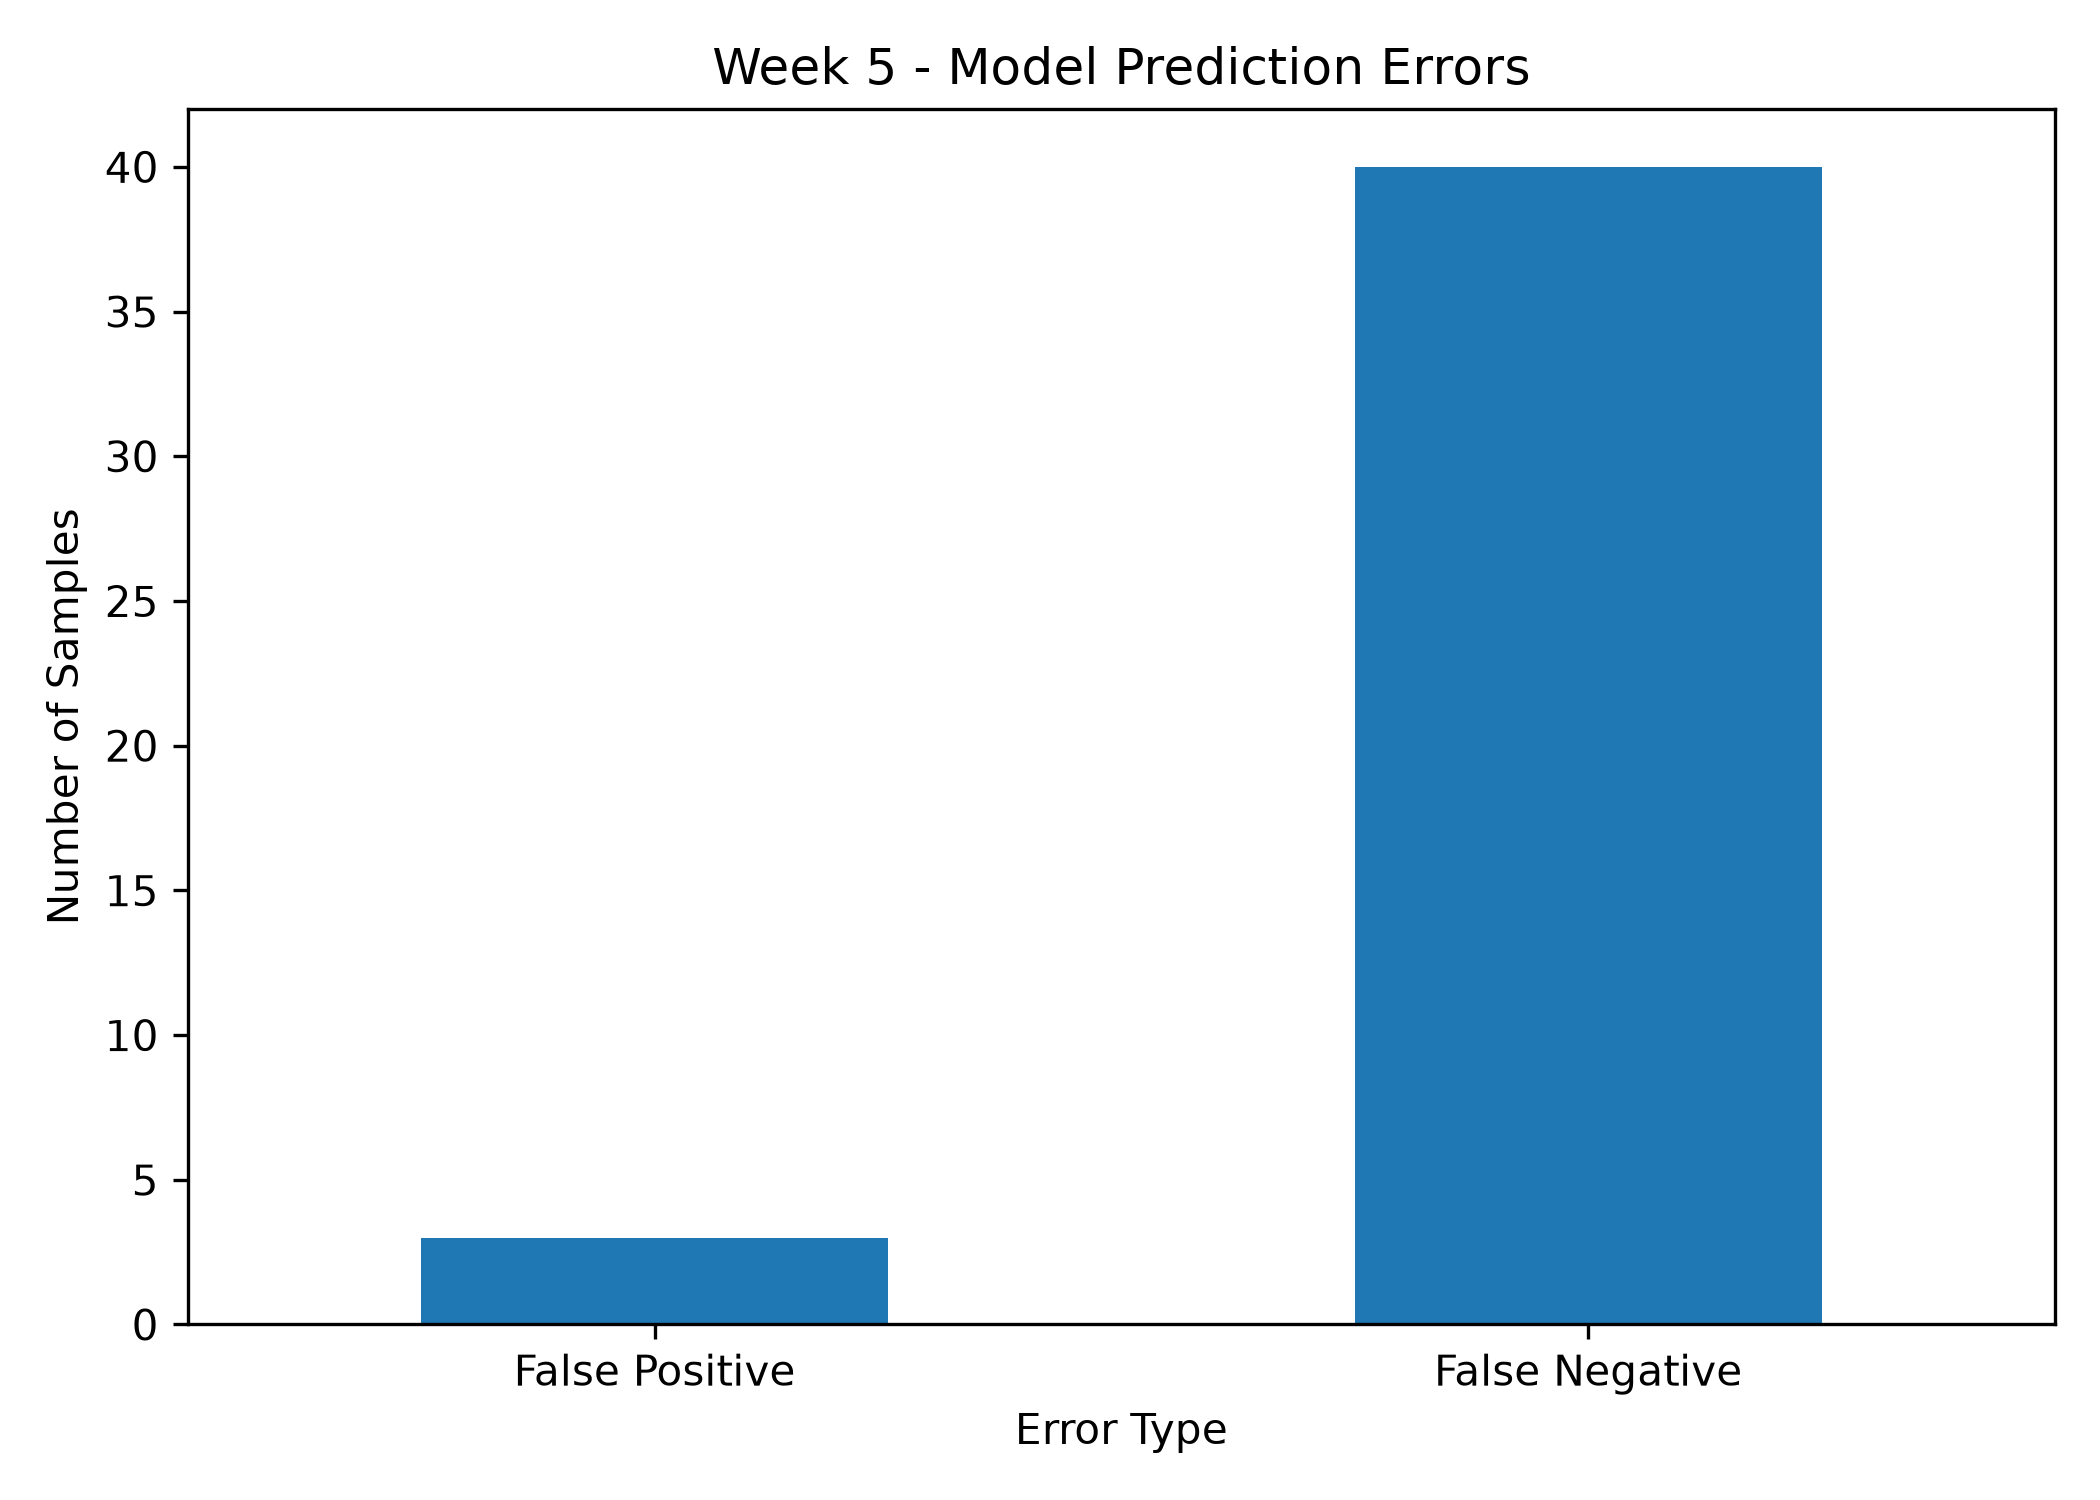 Week 5 - Model Prediction Errors
Number of Samples
40
35
30
25
20
15
10
5
0
False Positive
False Negative
Error Type